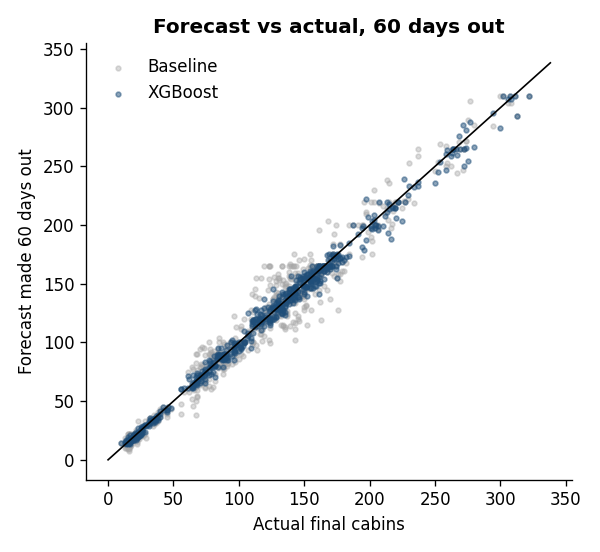 Forecast vs actual, 60 days out
Baseline
XGBoost
Forecast made 60 days out
350
300
250
200
150
100
50
0
0 50 100 150 200 250 300 350
Actual final cabins